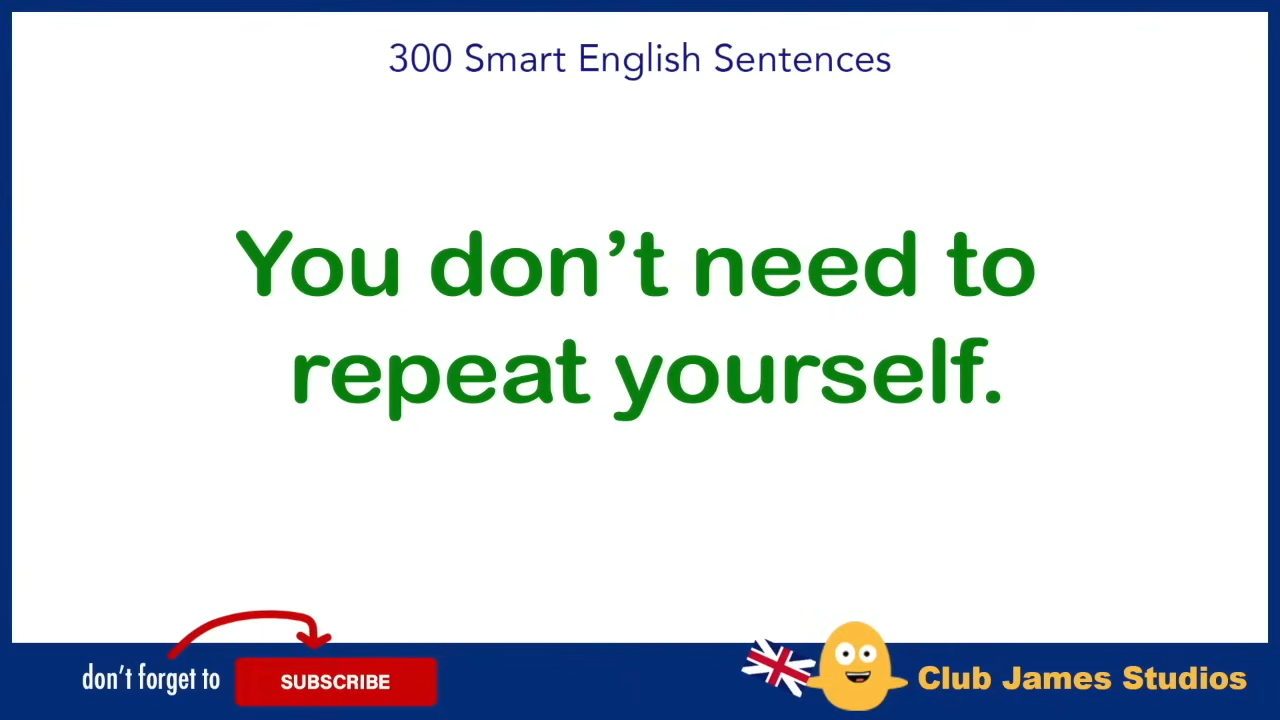 300 Smart English Sentences
You don’t need to
repeat yourself.
don’t forget to
SUBSCRIBE
Club James Studios